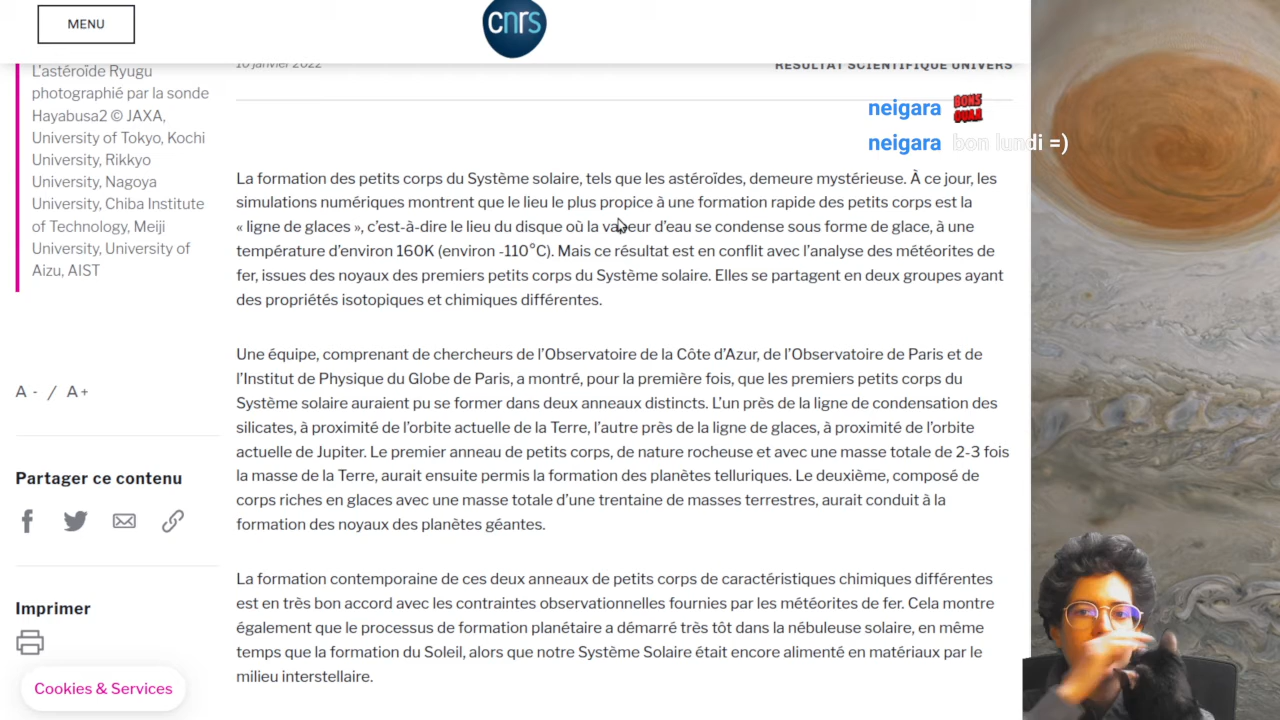 MENU
cnrs
L'astéroïde Ryugu
photographié par la sonde
Hayabusa2 © JAXA,
University of Tokyo, Kochi
University, Rikkyo
University, Nagoya
University, Chiba Institute
of Technology, Meiji
University, University of
Aizu, AIST
A - / A+
Partager ce contenu
Imprimer
Cookies & Services
10 janvier 2022
RÉSULTAT SCIENTIFIQUE UNIVERS
neigara BONS QUAA
neigara bon lundi =)
La formation des petits corps du Système solaire, tels que les astéroïdes, demeure mystérieuse. À ce jour, les
simulations numériques montrent que le lieu le plus propice à une formation rapide des petits corps est la
« ligne de glaces », c'est-à-dire le lieu du disque où la vapeur d'eau se condense sous forme de glace, à une
température d'environ 160K (environ -110°C). Mais ce résultat est en conflit avec l'analyse des météorites de
fer, issues des noyaux des premiers petits corps du Système solaire. Elles se partagent en deux groupes ayant
des propriétés isotopiques et chimiques différentes.
Une équipe, comprenant de chercheurs de l'Observatoire de la Côte d'Azur, de l'Observatoire de Paris et de
l'Institut de Physique du Globe de Paris, a montré, pour la première fois, que les premiers petits corps du
Système solaire auraient pu se former dans deux anneaux distincts. L'un près de la ligne de condensation des
silicates, à proximité de l'orbite actuelle de la Terre, l'autre près de la ligne de glaces, à proximité de l'orbite
actuelle de Jupiter. Le premier anneau de petits corps, de nature rocheuse et avec une masse totale de 2-3 fois
la masse de la Terre, aurait ensuite permis la formation des planètes telluriques. Le deuxième, composé de
corps riches en glaces avec une masse totale d'une trentaine de masses terrestres, aurait conduit à la
formation des noyaux des planètes géantes.
La formation contemporaine de ces deux anneaux de petits corps de caractéristiques chimiques différentes
est en très bon accord avec les contraintes observationnelles fournies par les météorites de fer. Cela montre
également que le processus de formation planétaire a démarré très tôt dans la nébuleuse solaire, en même
temps que la formation du Soleil, alors que notre Système Solaire était encore alimenté en matériaux par le
milieu interstellaire.